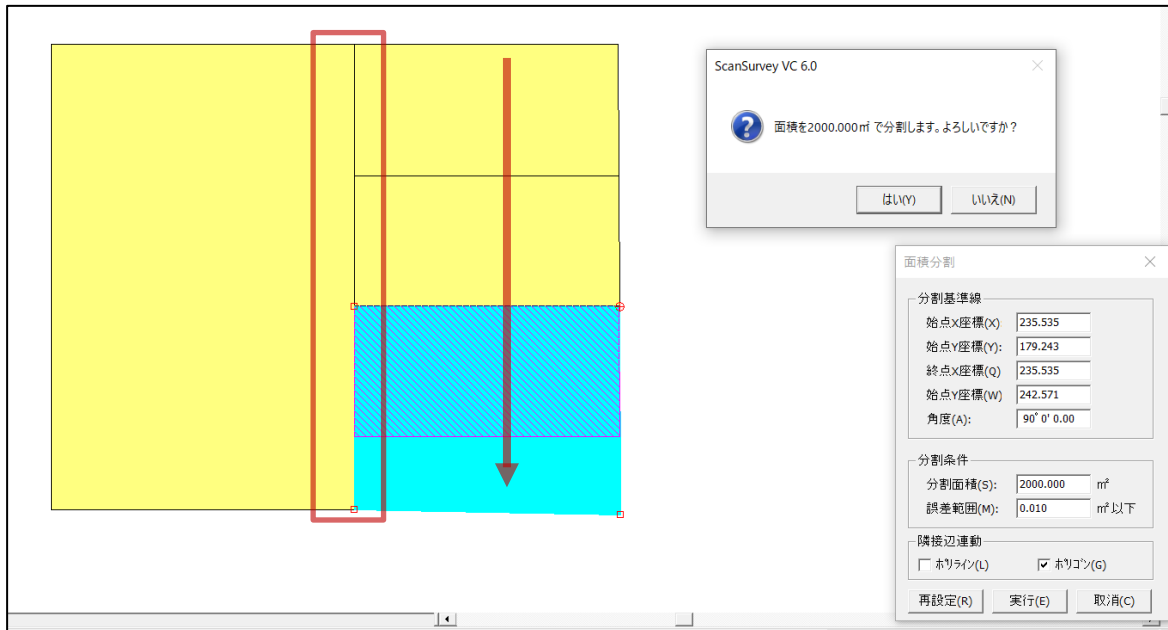 ScanSurvey VC 6.0
面積を2000.000㎡ で分割します。よろしいですか？
はい(Y) いいえ(N)
面積分割
分割基準線
始点X座標(X) 235.535
始点Y座標(Y): 179.243
終点X座標(Q) 235.535
始点Y座標(W) 242.571
角度(A): 90° 0' 0.00
分割条件
分割面積(S): 2000.000 ㎡
誤差範囲(M): 0.010 ㎡以下
隣接辺連動
ﾎﾟﾘﾗｲﾝ(L) ﾎﾟﾘｺﾞﾝ(G)
再設定(R) 実行(E) 取消(C)